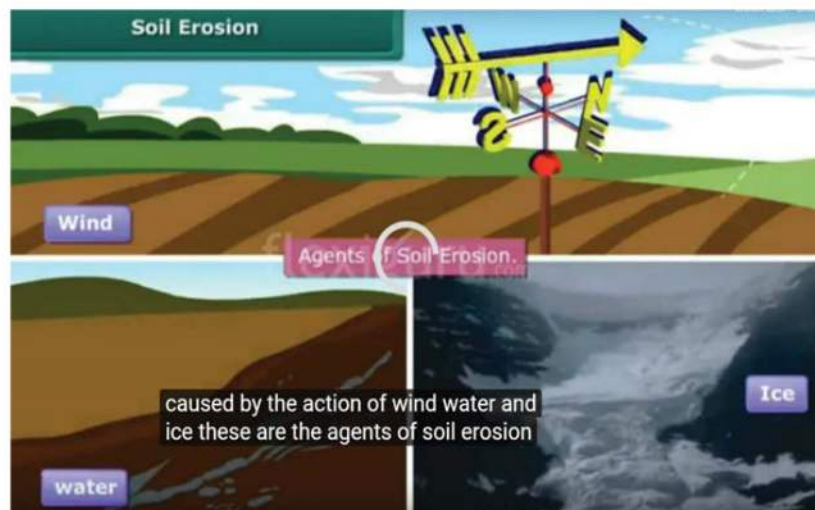 Soil Erosion
W
N
S
E
Wind
Agents of Soil Erosion.
caused by the action of wind water and
ice these are the agents of soil erosion
Ice
water